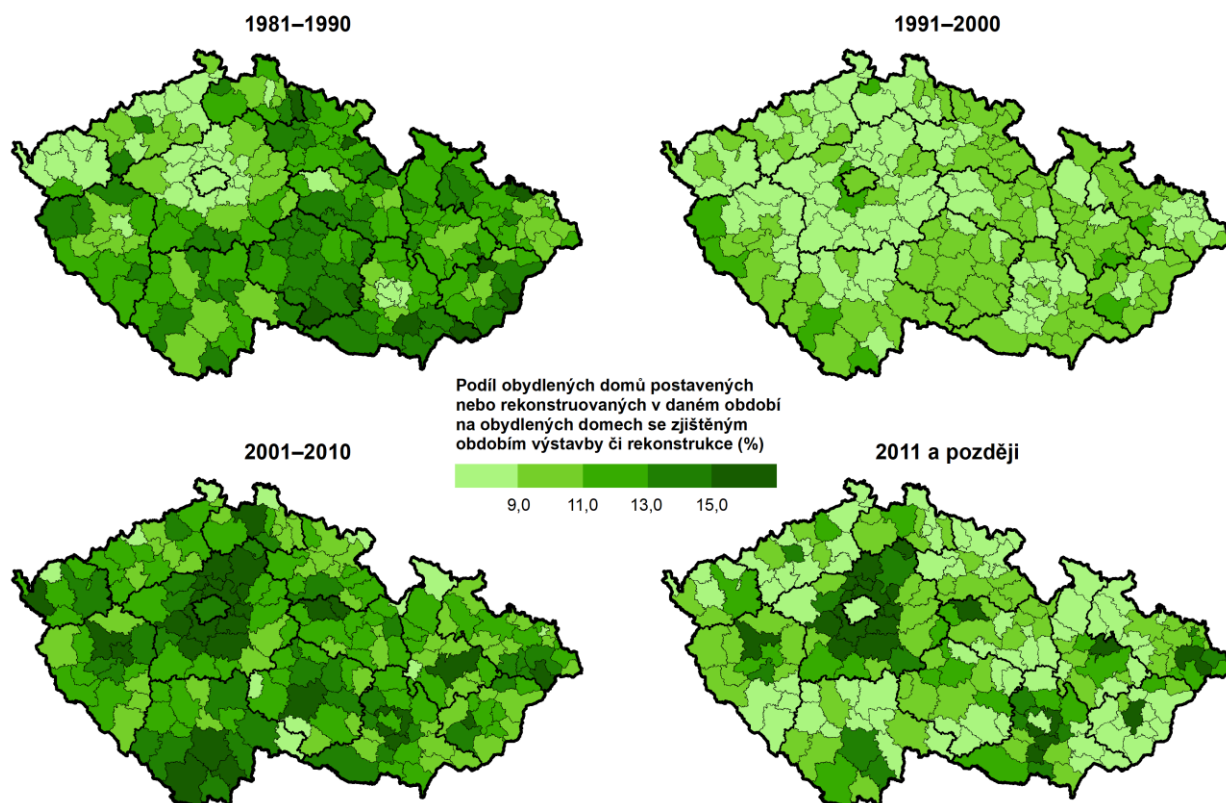 1981–1990
1991–2000
Podíl obydlených domů postavených
nebo rekonstruovaných v daném období
na obydlených domech se zjištěným
obdobím výstavby či rekonstrukce (%)
9,0 11,0 13,0 15,0
2001–2010
2011 a později